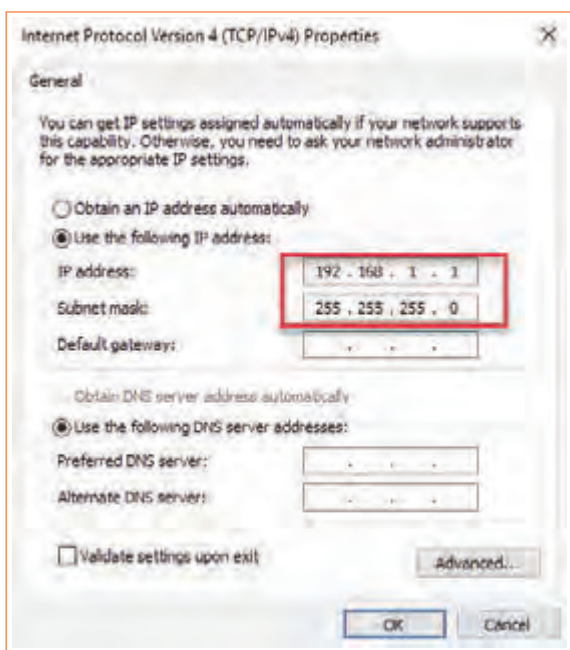 Internet Protocol Version 4 (TCP/IPv4) Properties
General
You can get IP settings assigned automatically if your network supports
this capability. Otherwise, you need to ask your network administrator
for the appropriate IP settings.
Obtain an IP address automatically
Use the following IP address:
IP address: 192 . 168 . 1 . 1
Subnet mask: 255 . 255 . 255 . 0
Default gateway: . . .
Obtain DNS server address automatically
Use the following DNS server addresses:
Preferred DNS server: . . .
Alternate DNS server: . . .
Validate settings upon exit
Advanced...
OK Cancel